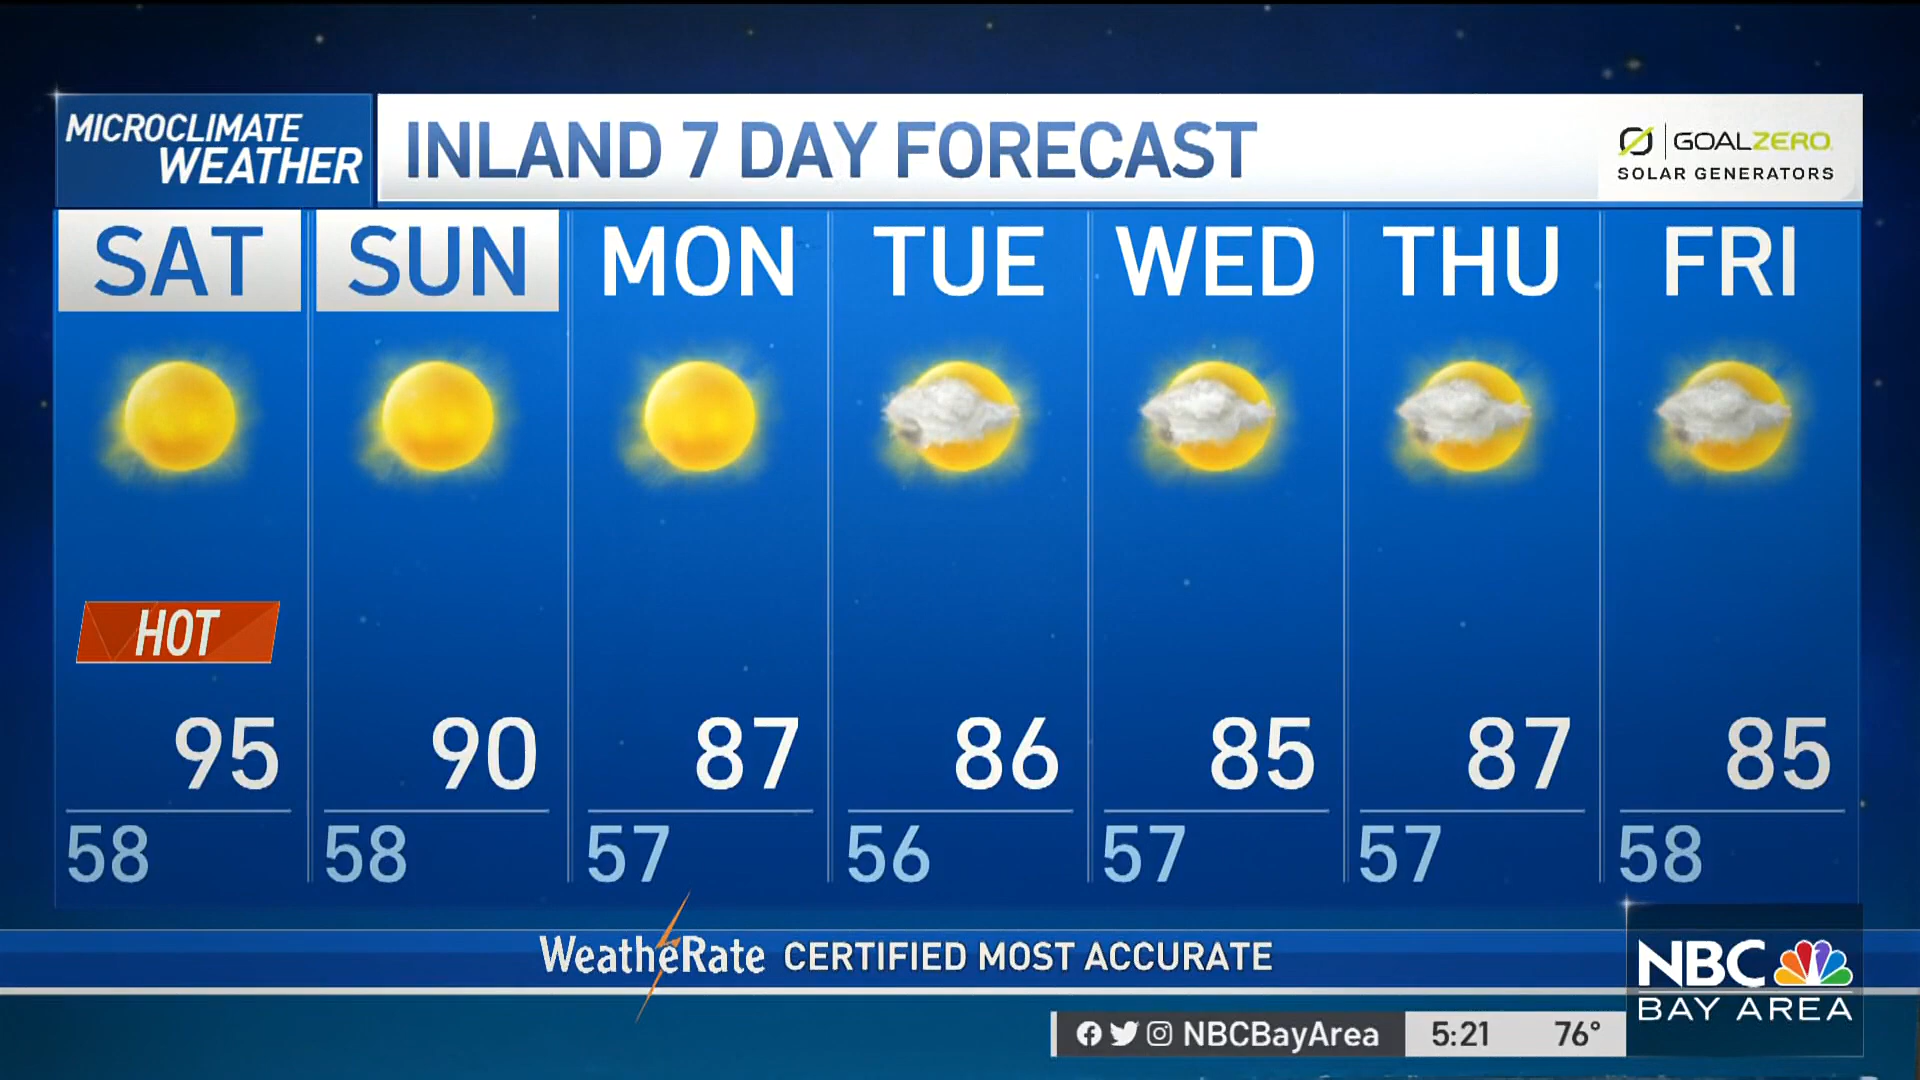 MICROCLIMATE
WEATHER
INLAND 7 DAY FORECAST
GOALZERO
SOLAR GENERATORS
SAT SUN MON TUE WED THU FRI
HOT
95 90 87 86 85 87 85
58 58 57 56 57 57 58
WeatheRate CERTIFIED MOST ACCURATE
NBC
BAY AREA
NBCBayArea 5:21 76°